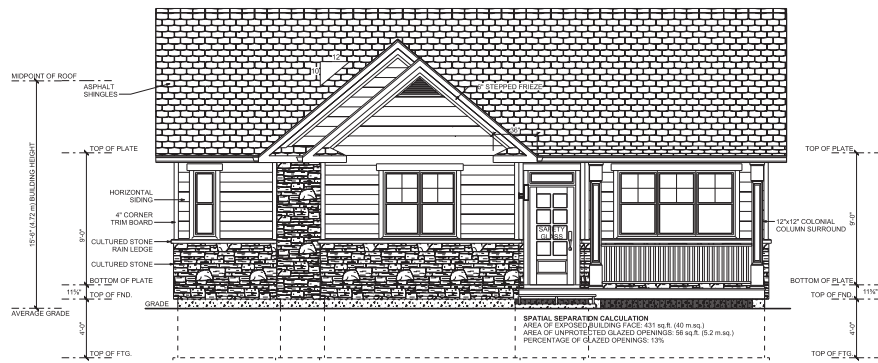 12
10
MIDPOINT OF ROOF
ASPHALT
SHINGLES
8" STEPPED FRIEZE
36"
TOP OF PLATE
TOP OF PLATE
15'-6" (4.72 m) BUILDING HEIGHT
9'-0"
9'-0"
HORIZONTAL
SIDING
4" CORNER
TRIM BOARD
CULTURED STONE
RAIN LEDGE
CULTURED STONE
SAFETY
GLASS
12"x12" COLONIAL
COLUMN SURROUND
BOTTOM OF PLATE
BOTTOM OF PLATE
11⅞"
11⅞"
TOP OF FND.
TOP OF FND.
GRADE
AVERAGE GRADE
4'-0"
4'-0"
SPATIAL SEPARATION CALCULATION
AREA OF EXPOSED BUILDING FACE: 431 sq.ft. (40 m.sq.)
AREA OF UNPROTECTED GLAZED OPENINGS: 56 sq.ft. (5.2 m.sq.)
PERCENTAGE OF GLAZED OPENINGS: 13%
TOP OF FTG.
TOP OF FTG.